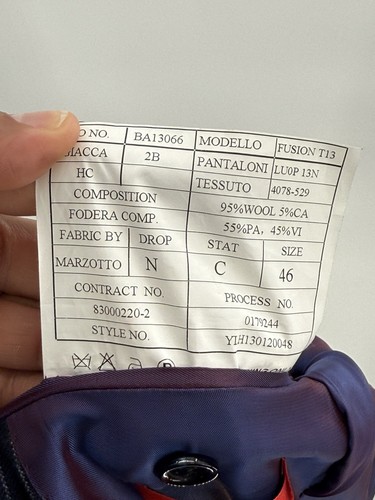 O NO. BA13066 MODELLO FUSION T13
GIACCA 2B PANTALONI LU0P 13N
HC TESSUTO 4078-529
COMPOSITION 95%WOOL 5%CA
FODERA COMP. 55%PA, 45%VI
FABRIC BY DROP STAT SIZE
MARZOTTO N C 46
CONTRACT NO. PROCESS NO.
83000220-2 0179244
STYLE NO. YLH130120048